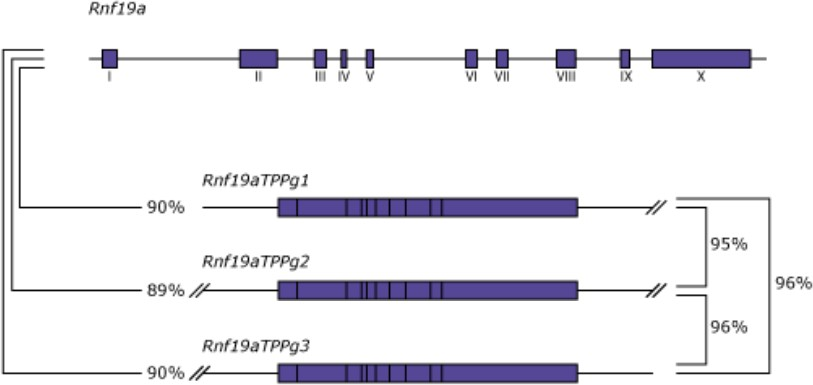 Rnf19a
I II III IV V VI VII VIII IX X
Rnf19aTPPg1
90%
95%
Rnf19aTPPg2
89%
96%
96%
Rnf19aTPPg3
90%